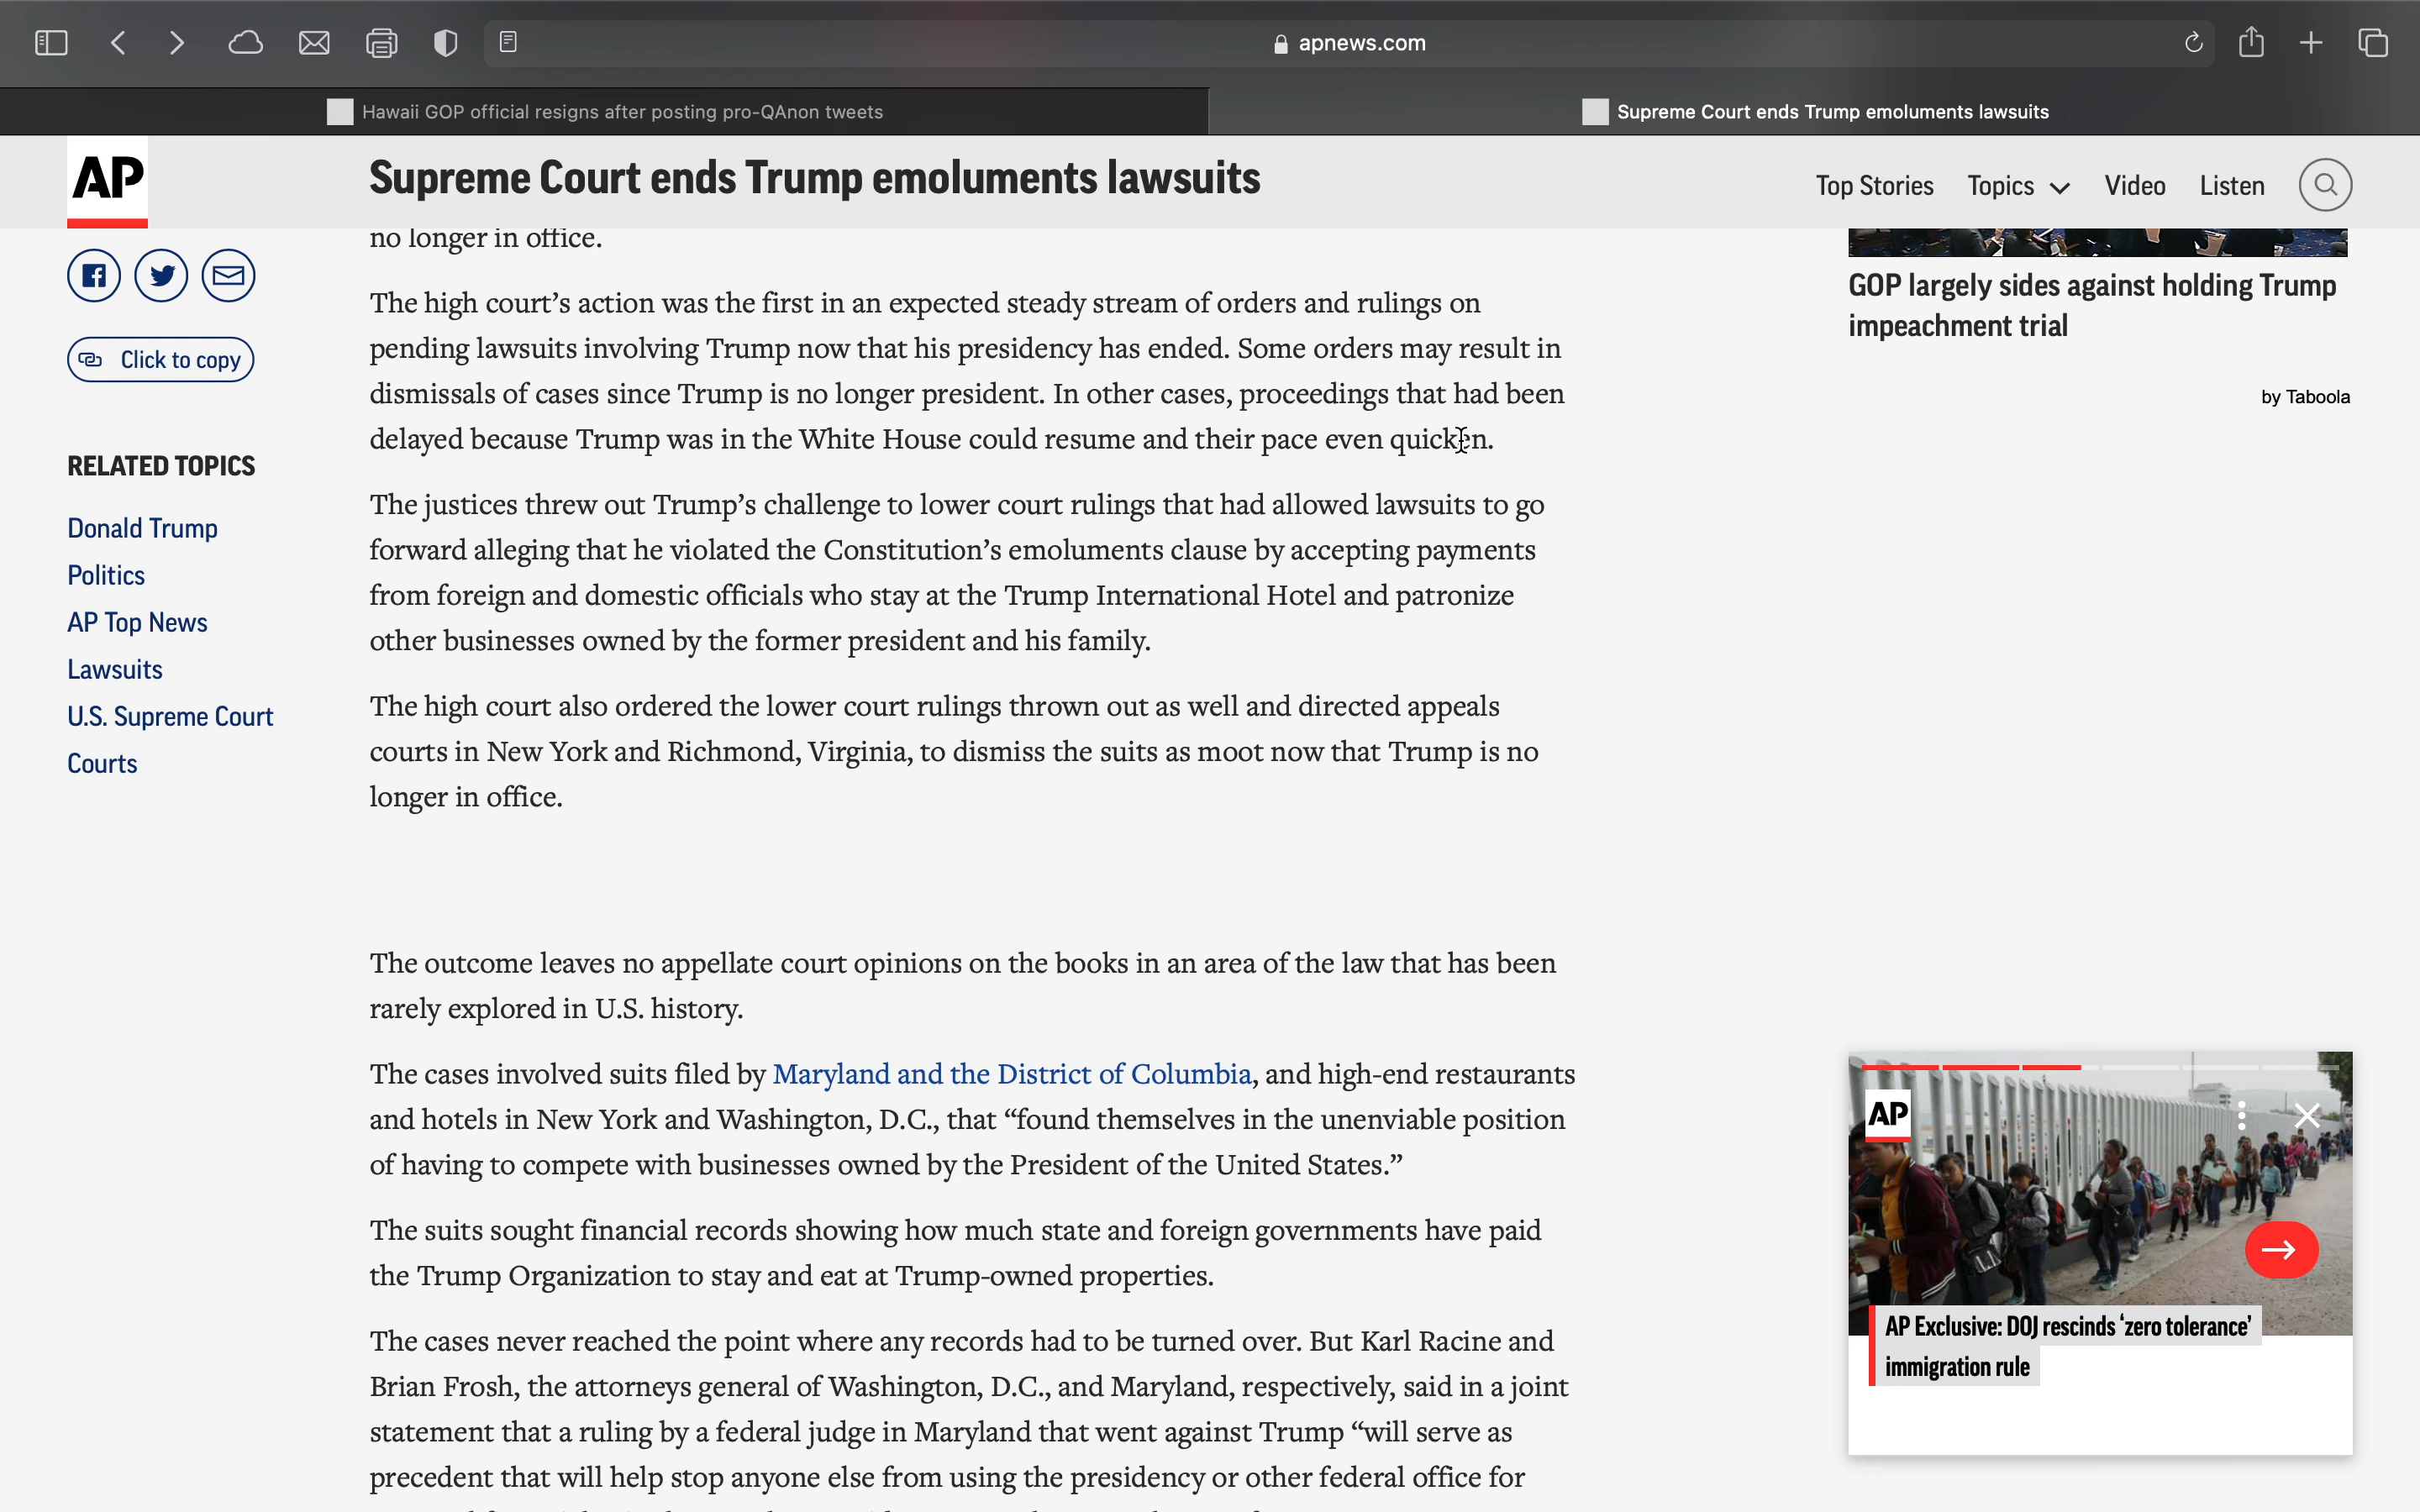 apnews.com
Hawaii GOP official resigns after posting pro-QAnon tweets
Supreme Court ends Trump emoluments lawsuits
AP
Supreme Court ends Trump emoluments lawsuits
Top Stories
Topics
Video
Listen
Click to copy
RELATED TOPICS
Donald Trump
Politics
AP Top News
Lawsuits
U.S. Supreme Court
Courts
no longer in office.
The high court’s action was the first in an expected steady stream of orders and rulings on
pending lawsuits involving Trump now that his presidency has ended. Some orders may result in
dismissals of cases since Trump is no longer president. In other cases, proceedings that had been
delayed because Trump was in the White House could resume and their pace even quicken.
The justices threw out Trump’s challenge to lower court rulings that had allowed lawsuits to go
forward alleging that he violated the Constitution’s emoluments clause by accepting payments
from foreign and domestic officials who stay at the Trump International Hotel and patronize
other businesses owned by the former president and his family.
The high court also ordered the lower court rulings thrown out as well and directed appeals
courts in New York and Richmond, Virginia, to dismiss the suits as moot now that Trump is no
longer in office.
The outcome leaves no appellate court opinions on the books in an area of the law that has been
rarely explored in U.S. history.
The cases involved suits filed by Maryland and the District of Columbia, and high-end restaurants
and hotels in New York and Washington, D.C., that “found themselves in the unenviable position
of having to compete with businesses owned by the President of the United States.”
The suits sought financial records showing how much state and foreign governments have paid
the Trump Organization to stay and eat at Trump-owned properties.
The cases never reached the point where any records had to be turned over. But Karl Racine and
Brian Frosh, the attorneys general of Washington, D.C., and Maryland, respectively, said in a joint
statement that a ruling by a federal judge in Maryland that went against Trump “will serve as
precedent that will help stop anyone else from using the presidency or other federal office for
GOP largely sides against holding Trump
impeachment trial
by Taboola
AP
AP Exclusive: DOJ rescinds ‘zero tolerance’
immigration rule